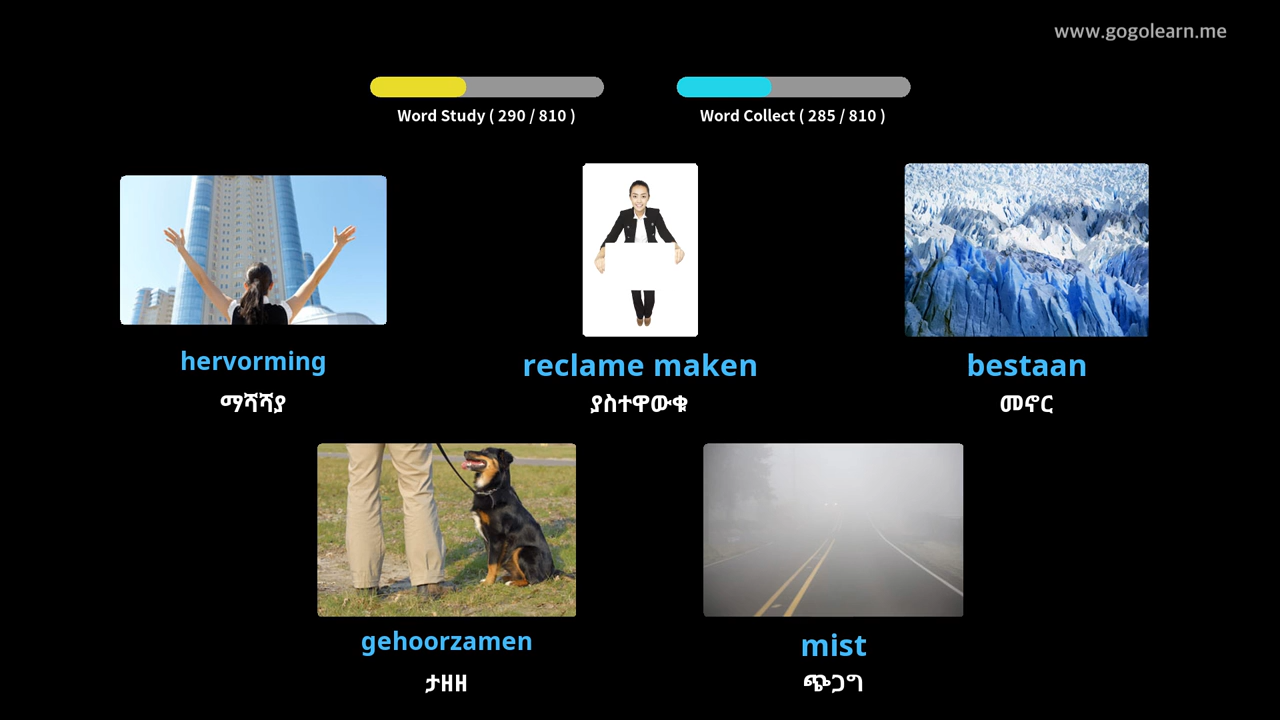 www.gogolearn.me
Word Study ( 290 / 810 )
Word Collect ( 285 / 810 )
hervorming
ማሻሻያ
reclame maken
ያስተዋውቁ
bestaan
መኖር
gehoorzamen
ታዘዘ
mist
ጭጋግ